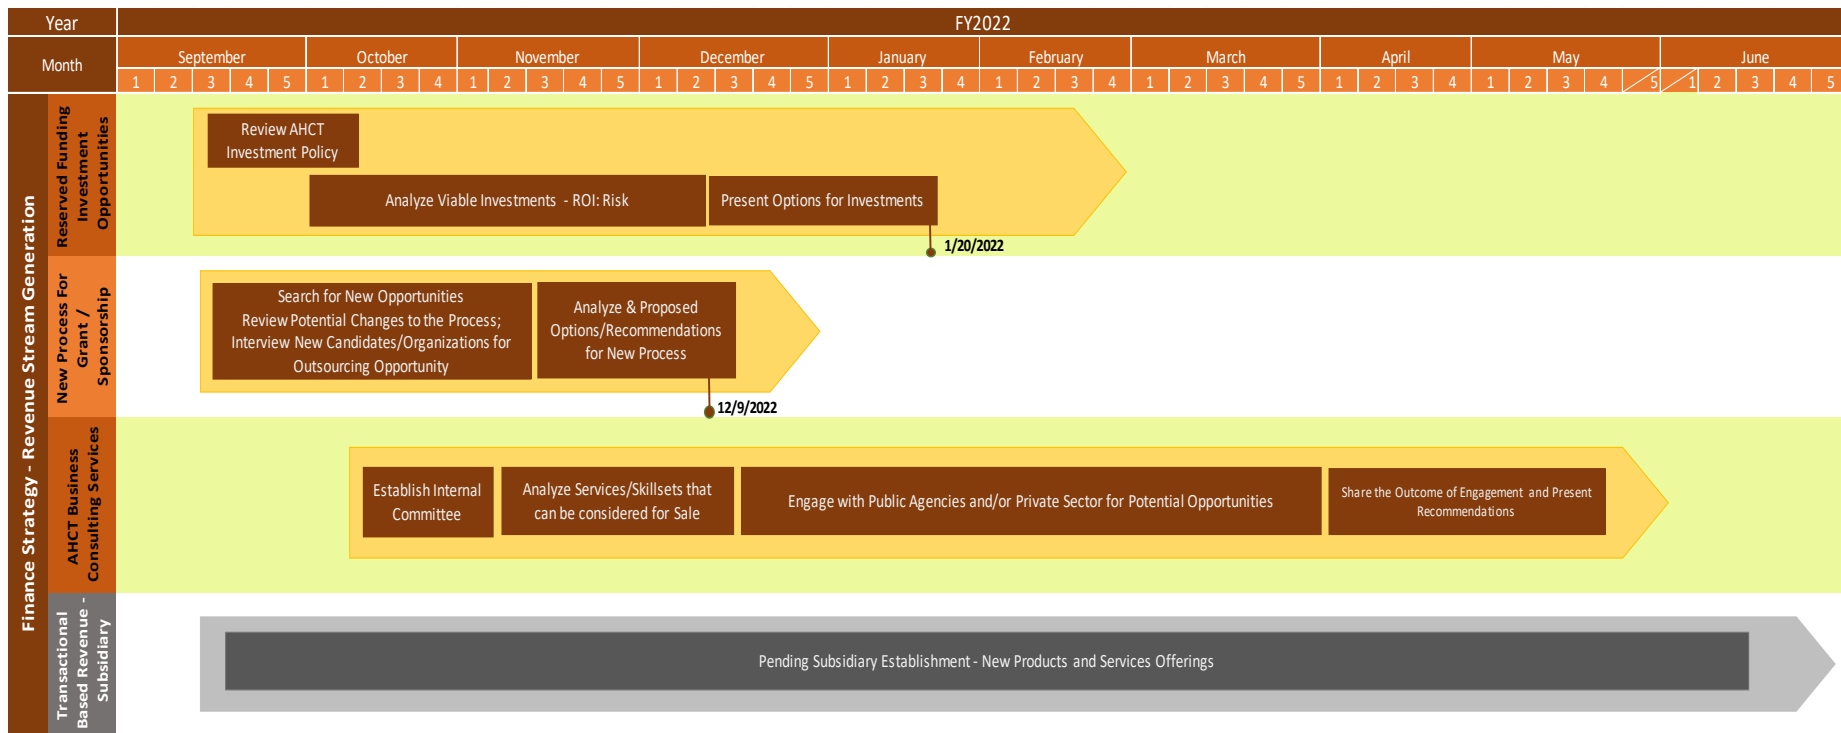 Year
FY2022
Month
September October November December January February March April May June
1 2 3 4 5 1 2 3 4 1 2 3 4 5 1 2 3 4 5 1 2 3 4 1 2 3 4 1 2 3 4 5 1 2 3 4 1 2 3 4 5 1 2 3 4 5
Finance Strategy - Revenue Stream Generation
Reserved Funding
Investment
Opportunities
Review AHCT
Investment Policy
Analyze Viable Investments - ROI: Risk
Present Options for Investments
1/20/2022
New Process For
Grant /
Sponsorship
Search for New Opportunities
Review Potential Changes to the Process;
Interview New Candidates/Organizations for
Outsourcing Opportunity
Analyze & Proposed
Options/Recommendations
for New Process
12/9/2022
AHCT Business
Consulting Services
Establish Internal
Committee
Analyze Services/Skillsets that
can be considered for Sale
Engage with Public Agencies and/or Private Sector for Potential Opportunities
Share the Outcome of Engagement and Present
Recommendations
Transactional
Based Revenue -
Subsidiary
Pending Subsidiary Establishment - New Products and Services Offerings